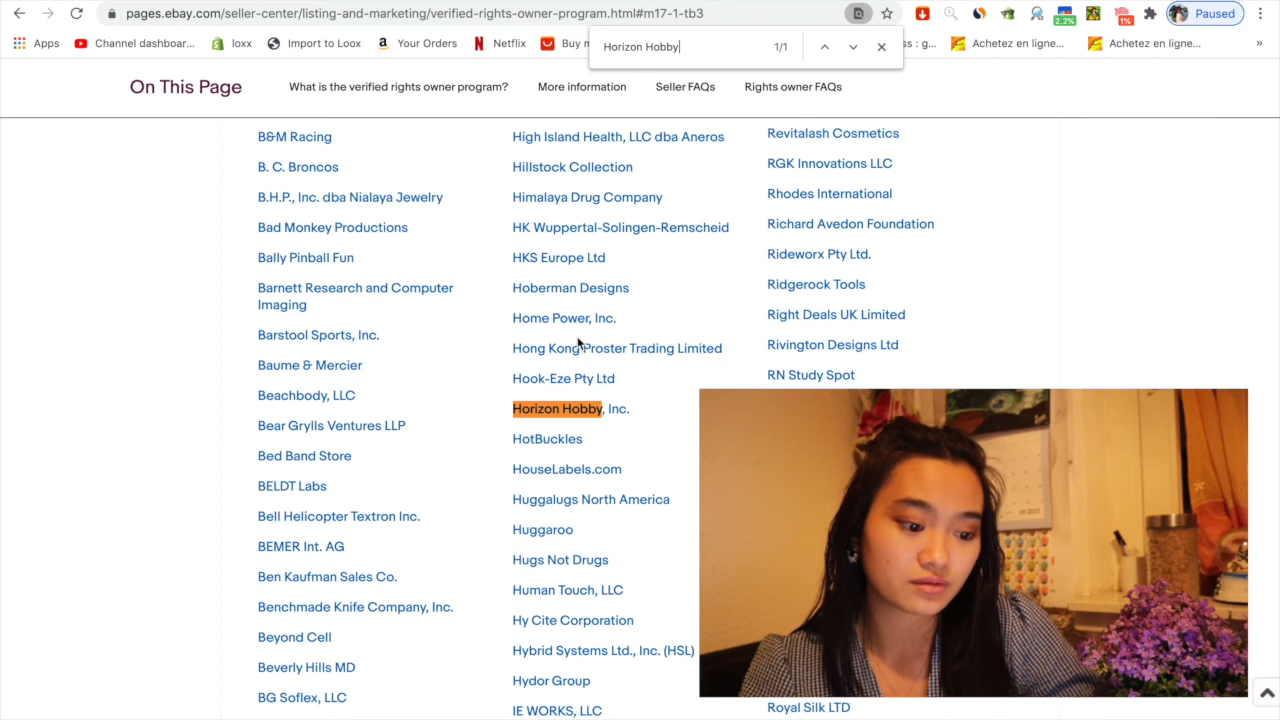 pages.ebay.com/seller-center/listing-and-marketing/verified-rights-owner-program.html#m17-1-tb3
2.2%
1%
Paused
Apps
Channel dashboar...
loxx
Import to Loox
Your Orders
Netflix
Buy m
s : g...
Achetez en ligne...
Achetez en ligne...
»
Horizon Hobby
1/1
On This Page
What is the verified rights owner program?
More information
Seller FAQs
Rights owner FAQs
B&M Racing
B. C. Broncos
B.H.P., Inc. dba Nialaya Jewelry
Bad Monkey Productions
Bally Pinball Fun
Barnett Research and Computer
Imaging
Barstool Sports, Inc.
Baume & Mercier
Beachbody, LLC
Bear Grylls Ventures LLP
Bed Band Store
BELDT Labs
Bell Helicopter Textron Inc.
BEMER Int. AG
Ben Kaufman Sales Co.
Benchmade Knife Company, Inc.
Beyond Cell
Beverly Hills MD
BG Soflex, LLC
High Island Health, LLC dba Aneros
Hillstock Collection
Himalaya Drug Company
HK Wuppertal-Solingen-Remscheid
HKS Europe Ltd
Hoberman Designs
Home Power, Inc.
Hong Kong Proster Trading Limited
Hook-Eze Pty Ltd
Horizon Hobby, Inc.
HotBuckles
HouseLabels.com
Huggalugs North America
Huggaroo
Hugs Not Drugs
Human Touch, LLC
Hy Cite Corporation
Hybrid Systems Ltd., Inc. (HSL)
Hydor Group
IE WORKS, LLC
Revitalash Cosmetics
RGK Innovations LLC
Rhodes International
Richard Avedon Foundation
Rideworx Pty Ltd.
Ridgerock Tools
Right Deals UK Limited
Rivington Designs Ltd
RN Study Spot
Royal Silk LTD